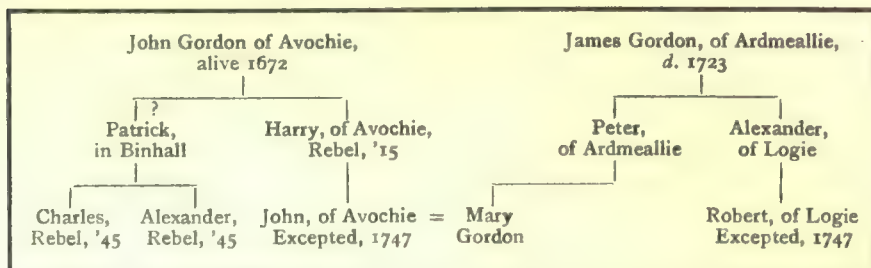 John Gordon of Avochie,
alive 1672
James Gordon, of Ardmeallie,
d. 1723
?
Patrick,
in Binhall
Harry, of Avochie,
Rebel, '15
Peter,
of Ardmeallie
Alexander,
of Logie
Charles,
Rebel, '45
Alexander,
Rebel, '45
John, of Avochie
Excepted, 1747
=
Mary
Gordon
Robert, of Logie
Excepted, 1747